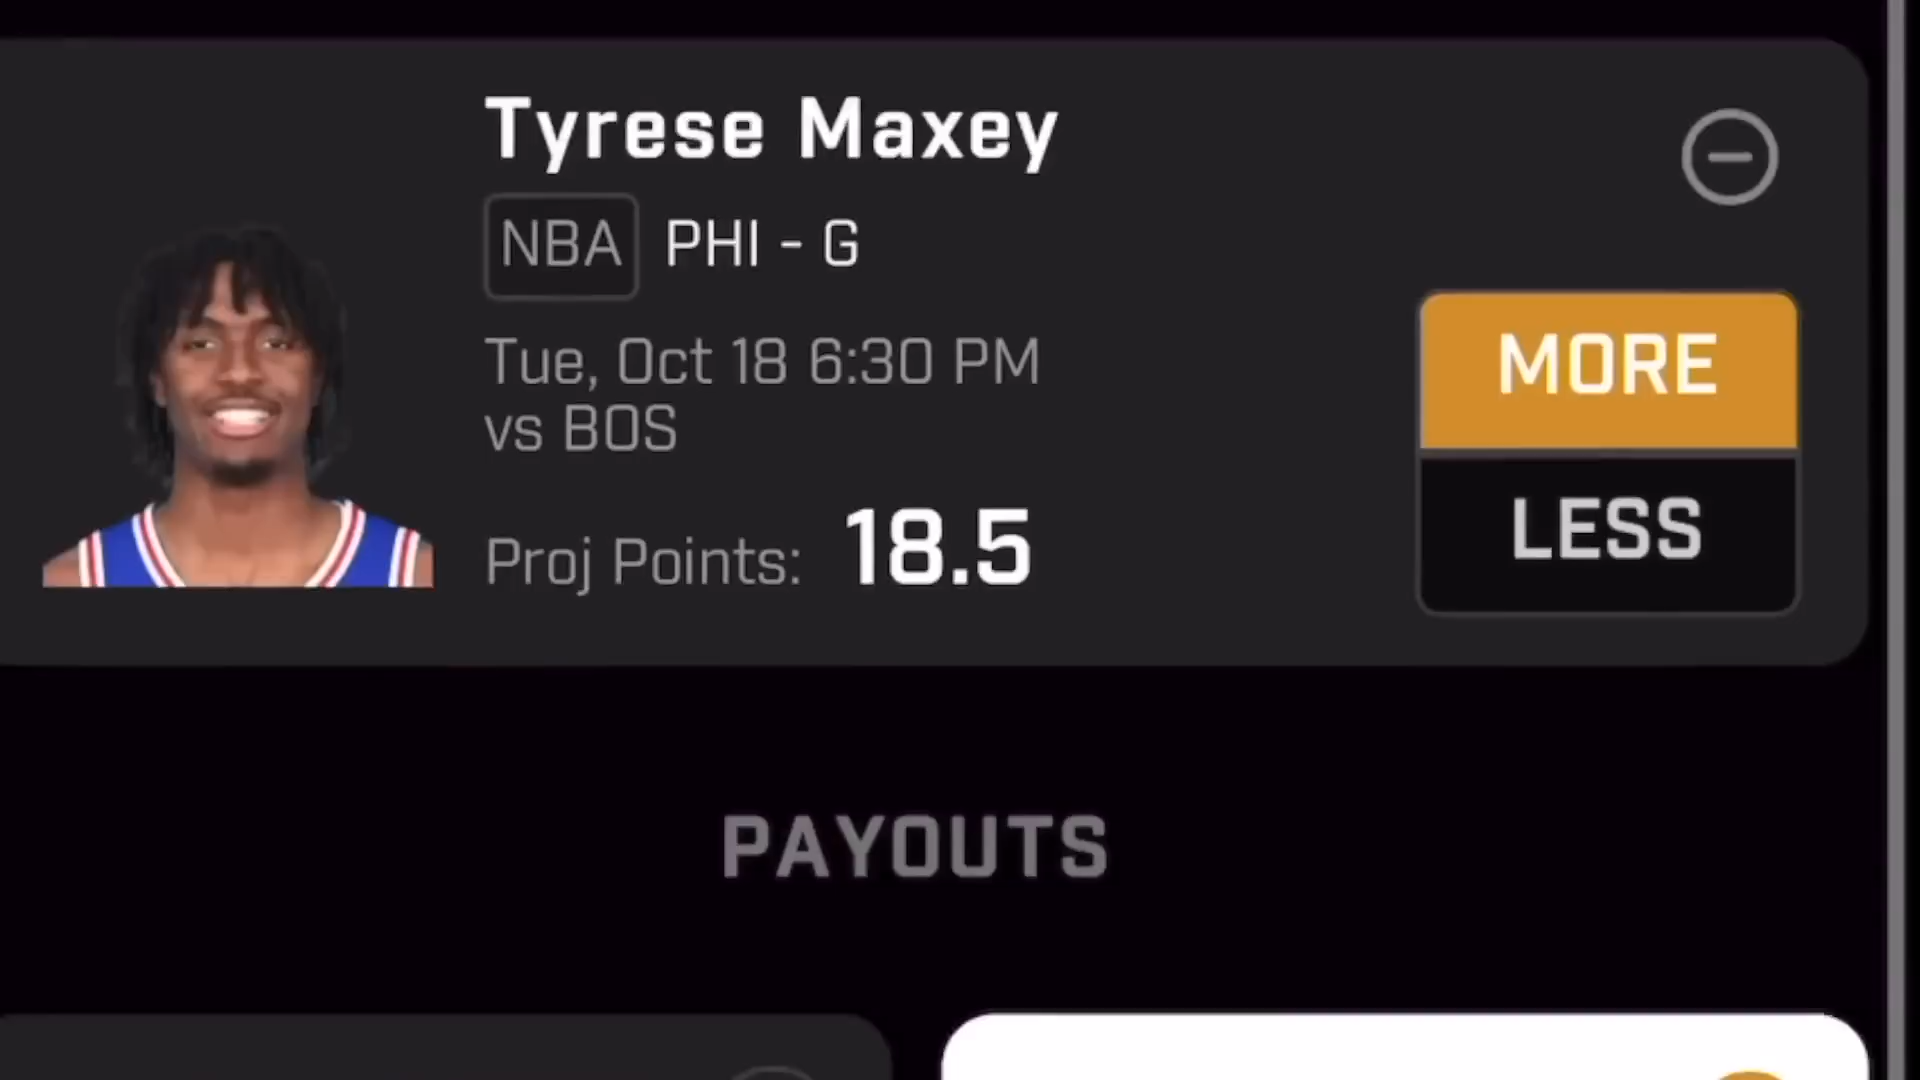 Tyrese Maxey
NBA PHI - G
Tue, Oct 18 6:30 PM
vs BOS
Proj Points: 18.5
MORE
LESS
PAYOUTS